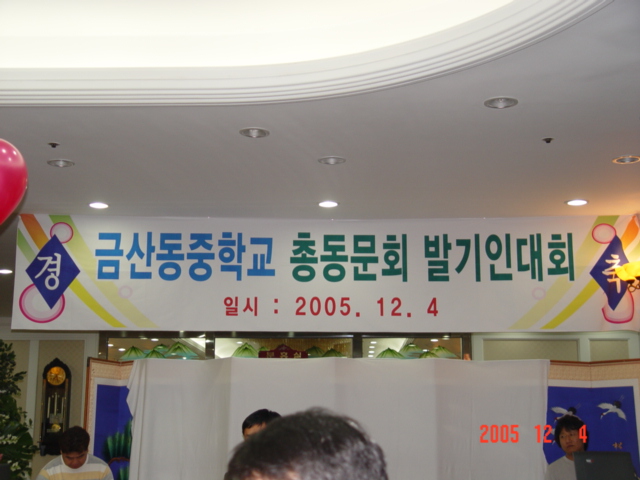 경 금산동중학교 총동문회 발기인대회 축
일시 : 2005. 12. 4
2005 12 4